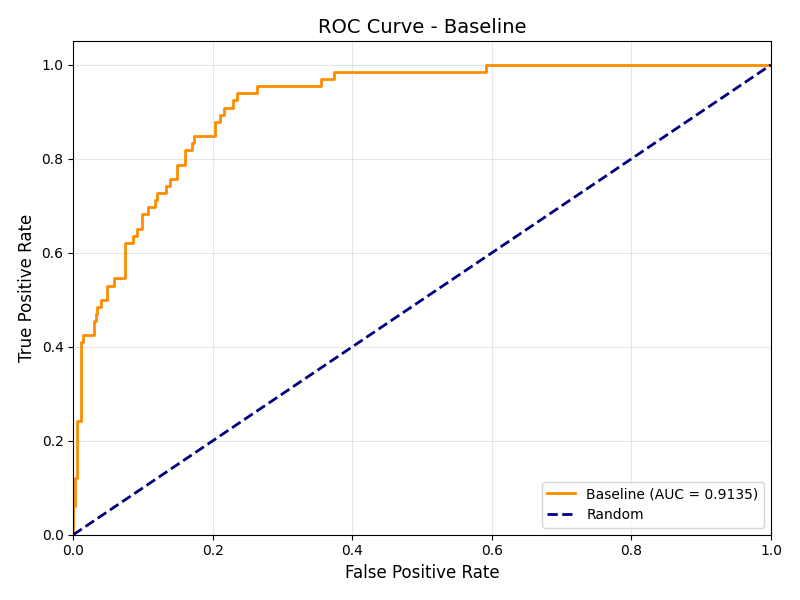 ROC Curve - Baseline
True Positive Rate
1.0
0.8
0.6
0.4
0.2
0.0
0.0 0.2 0.4 0.6 0.8 1.0
False Positive Rate
Baseline (AUC = 0.9135)
Random